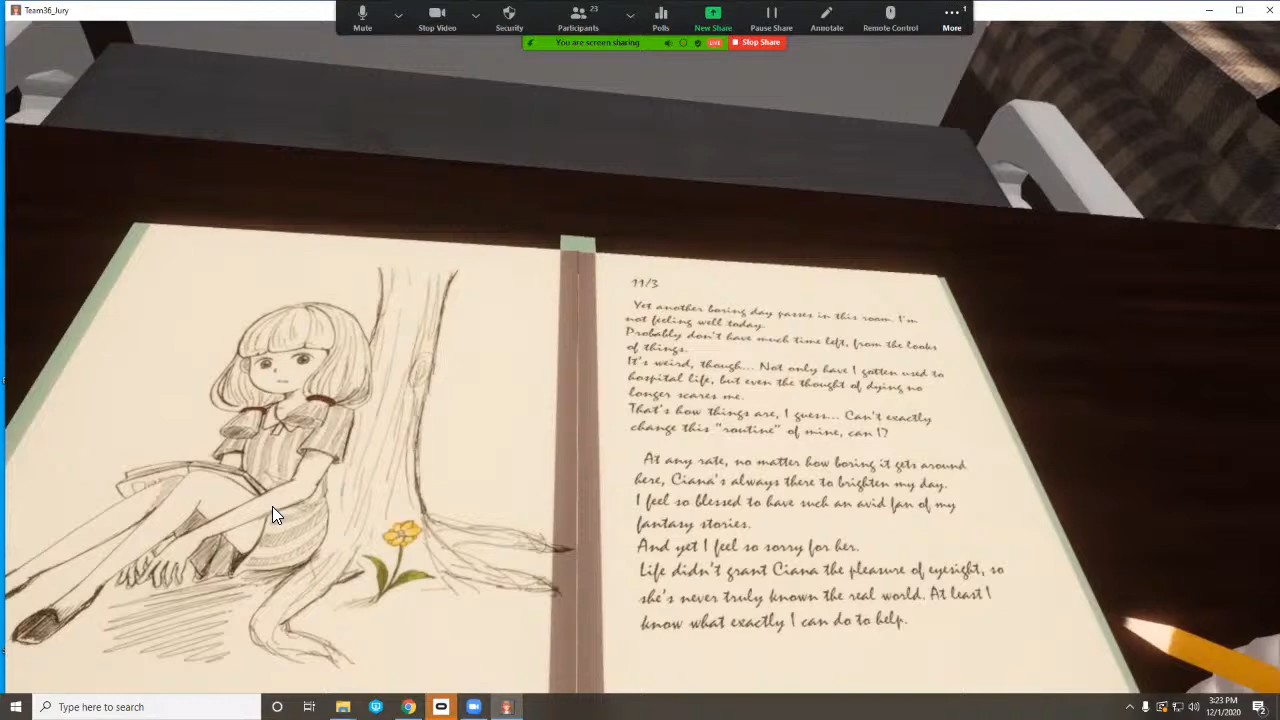 Team36_Jury
Mute
Stop Video
Security
23
Participants
Polls
New Share
Pause Share
Annotate
Remote Control
1
More
You are screen sharing
LIVE
Stop Share
11/3
Yet another boring day passes in this room. I'm
not feeling well today.
Probably don't have much time left, from the looks
of things.
It's weird, though... Not only have I gotten used to
hospital life, but even the thought of dying no
longer scares me.
That's how things are, I guess... Can't exactly
change this "routine" of mine, can I?
At any rate, no matter how boring it gets around
here, Ciana's always there to brighten my day.
I feel so blessed to have such an avid fan of my
fantasy stories.
And yet I feel so sorry for her.
Life didn't grant Ciana the pleasure of eyesight, so
she's never truly known the real world. At least I
know what exactly I can do to help.
Type here to search
3:23 PM
12/1/2020
2